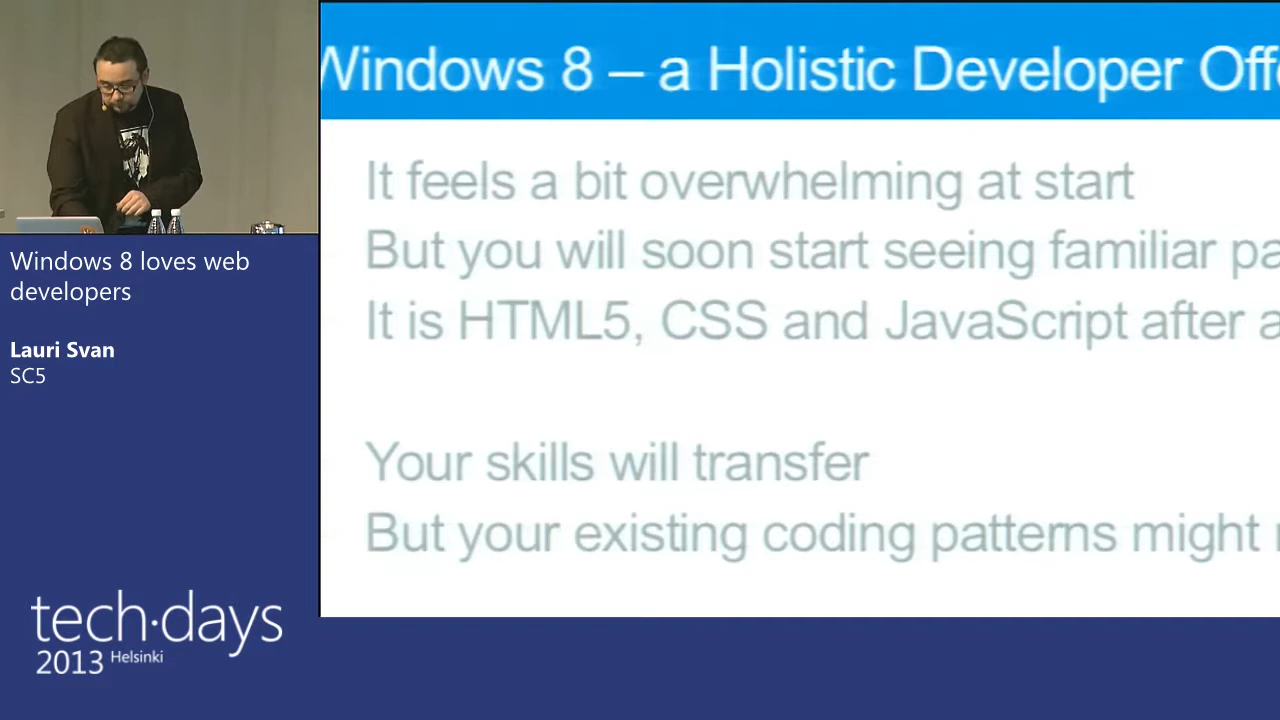 Windows 8 – a Holistic Developer
It feels a bit overwhelming at start
But you will soon start seeing familiar
It is HTML5, CSS and JavaScript after
Your skills will transfer
But your existing coding patterns might
Windows 8 loves web
developers
Lauri Svan
SC5
tech·days
2013 Helsinki